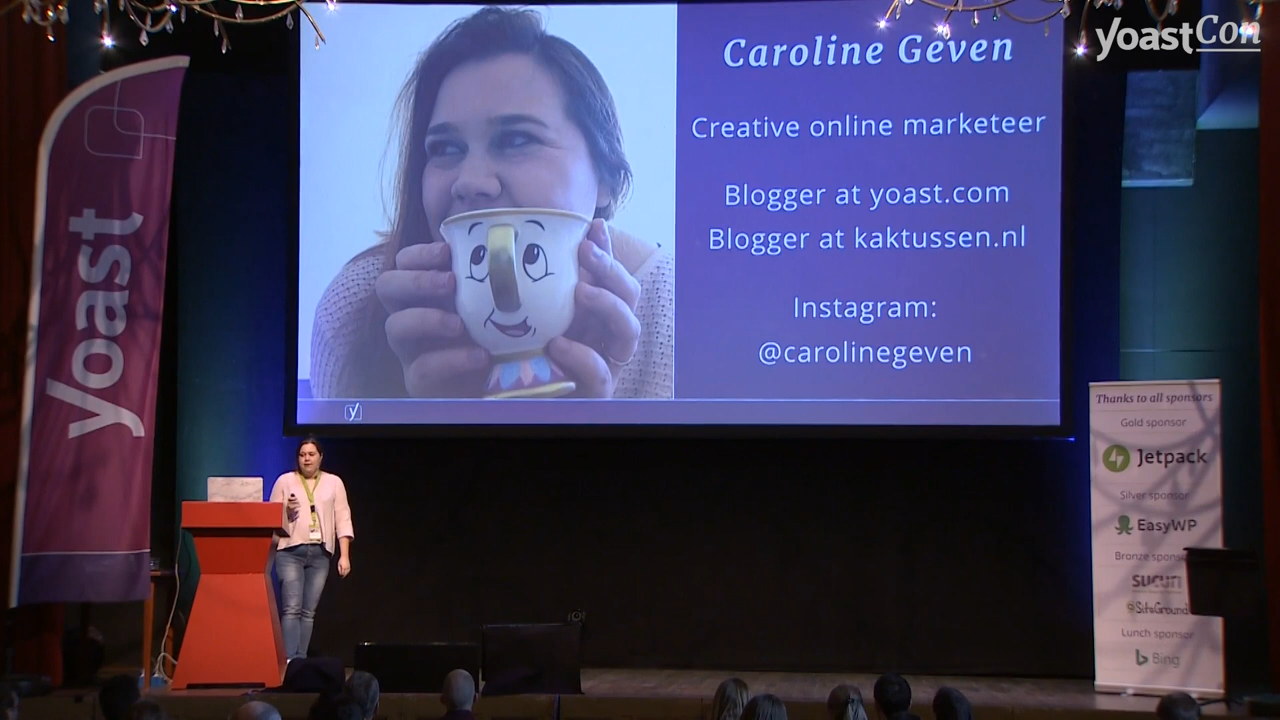 YoastCon
Caroline Geven
Creative online marketeer
Blogger at yoast.com
Blogger at kaktussen.nl
Instagram:
@carolinegeven
y
yoast
Thanks to all sponsors
Gold sponsor
Jetpack
Silver sponsor
EasyWP
Bronze sponso
SUCURI
SiteGround
Lunch sponsor
Bing